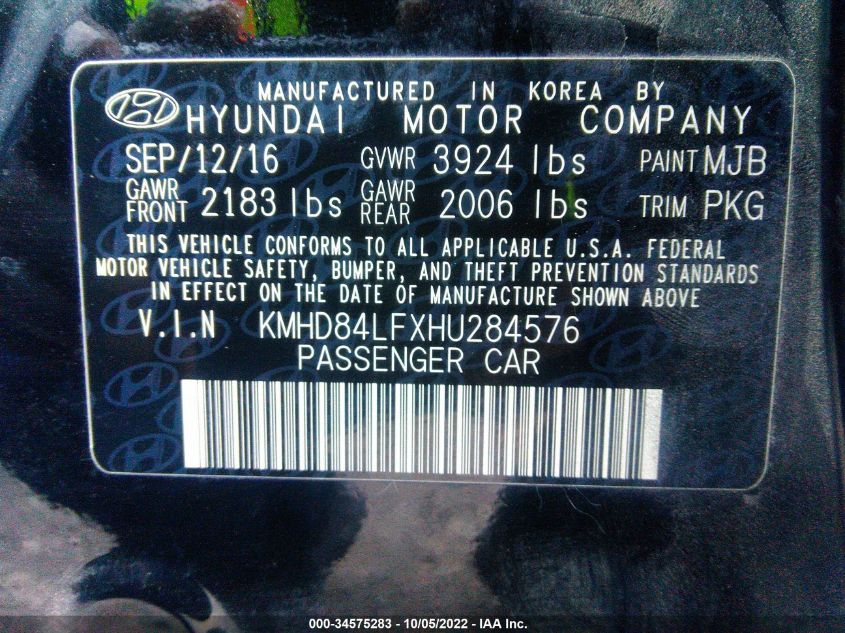 MANUFACTURED IN KOREA BY
HYUNDAI MOTOR COMPANY
SEP/12/16 GVWR 3924 lbs PAINT MJB
GAWR FRONT 2183 lbs GAWR REAR 2006 lbs TRIM PKG
THIS VEHICLE CONFORMS TO ALL APPLICABLE U.S.A. FEDERAL
MOTOR VEHICLE SAFETY, BUMPER, AND THEFT PREVENTION STANDARDS
IN EFFECT ON THE DATE OF MANUFACTURE SHOWN ABOVE
V.I.N KMHD84LFXHU284576
PASSENGER CAR
000-34575283 - 10/05/2022 - IAA Inc.